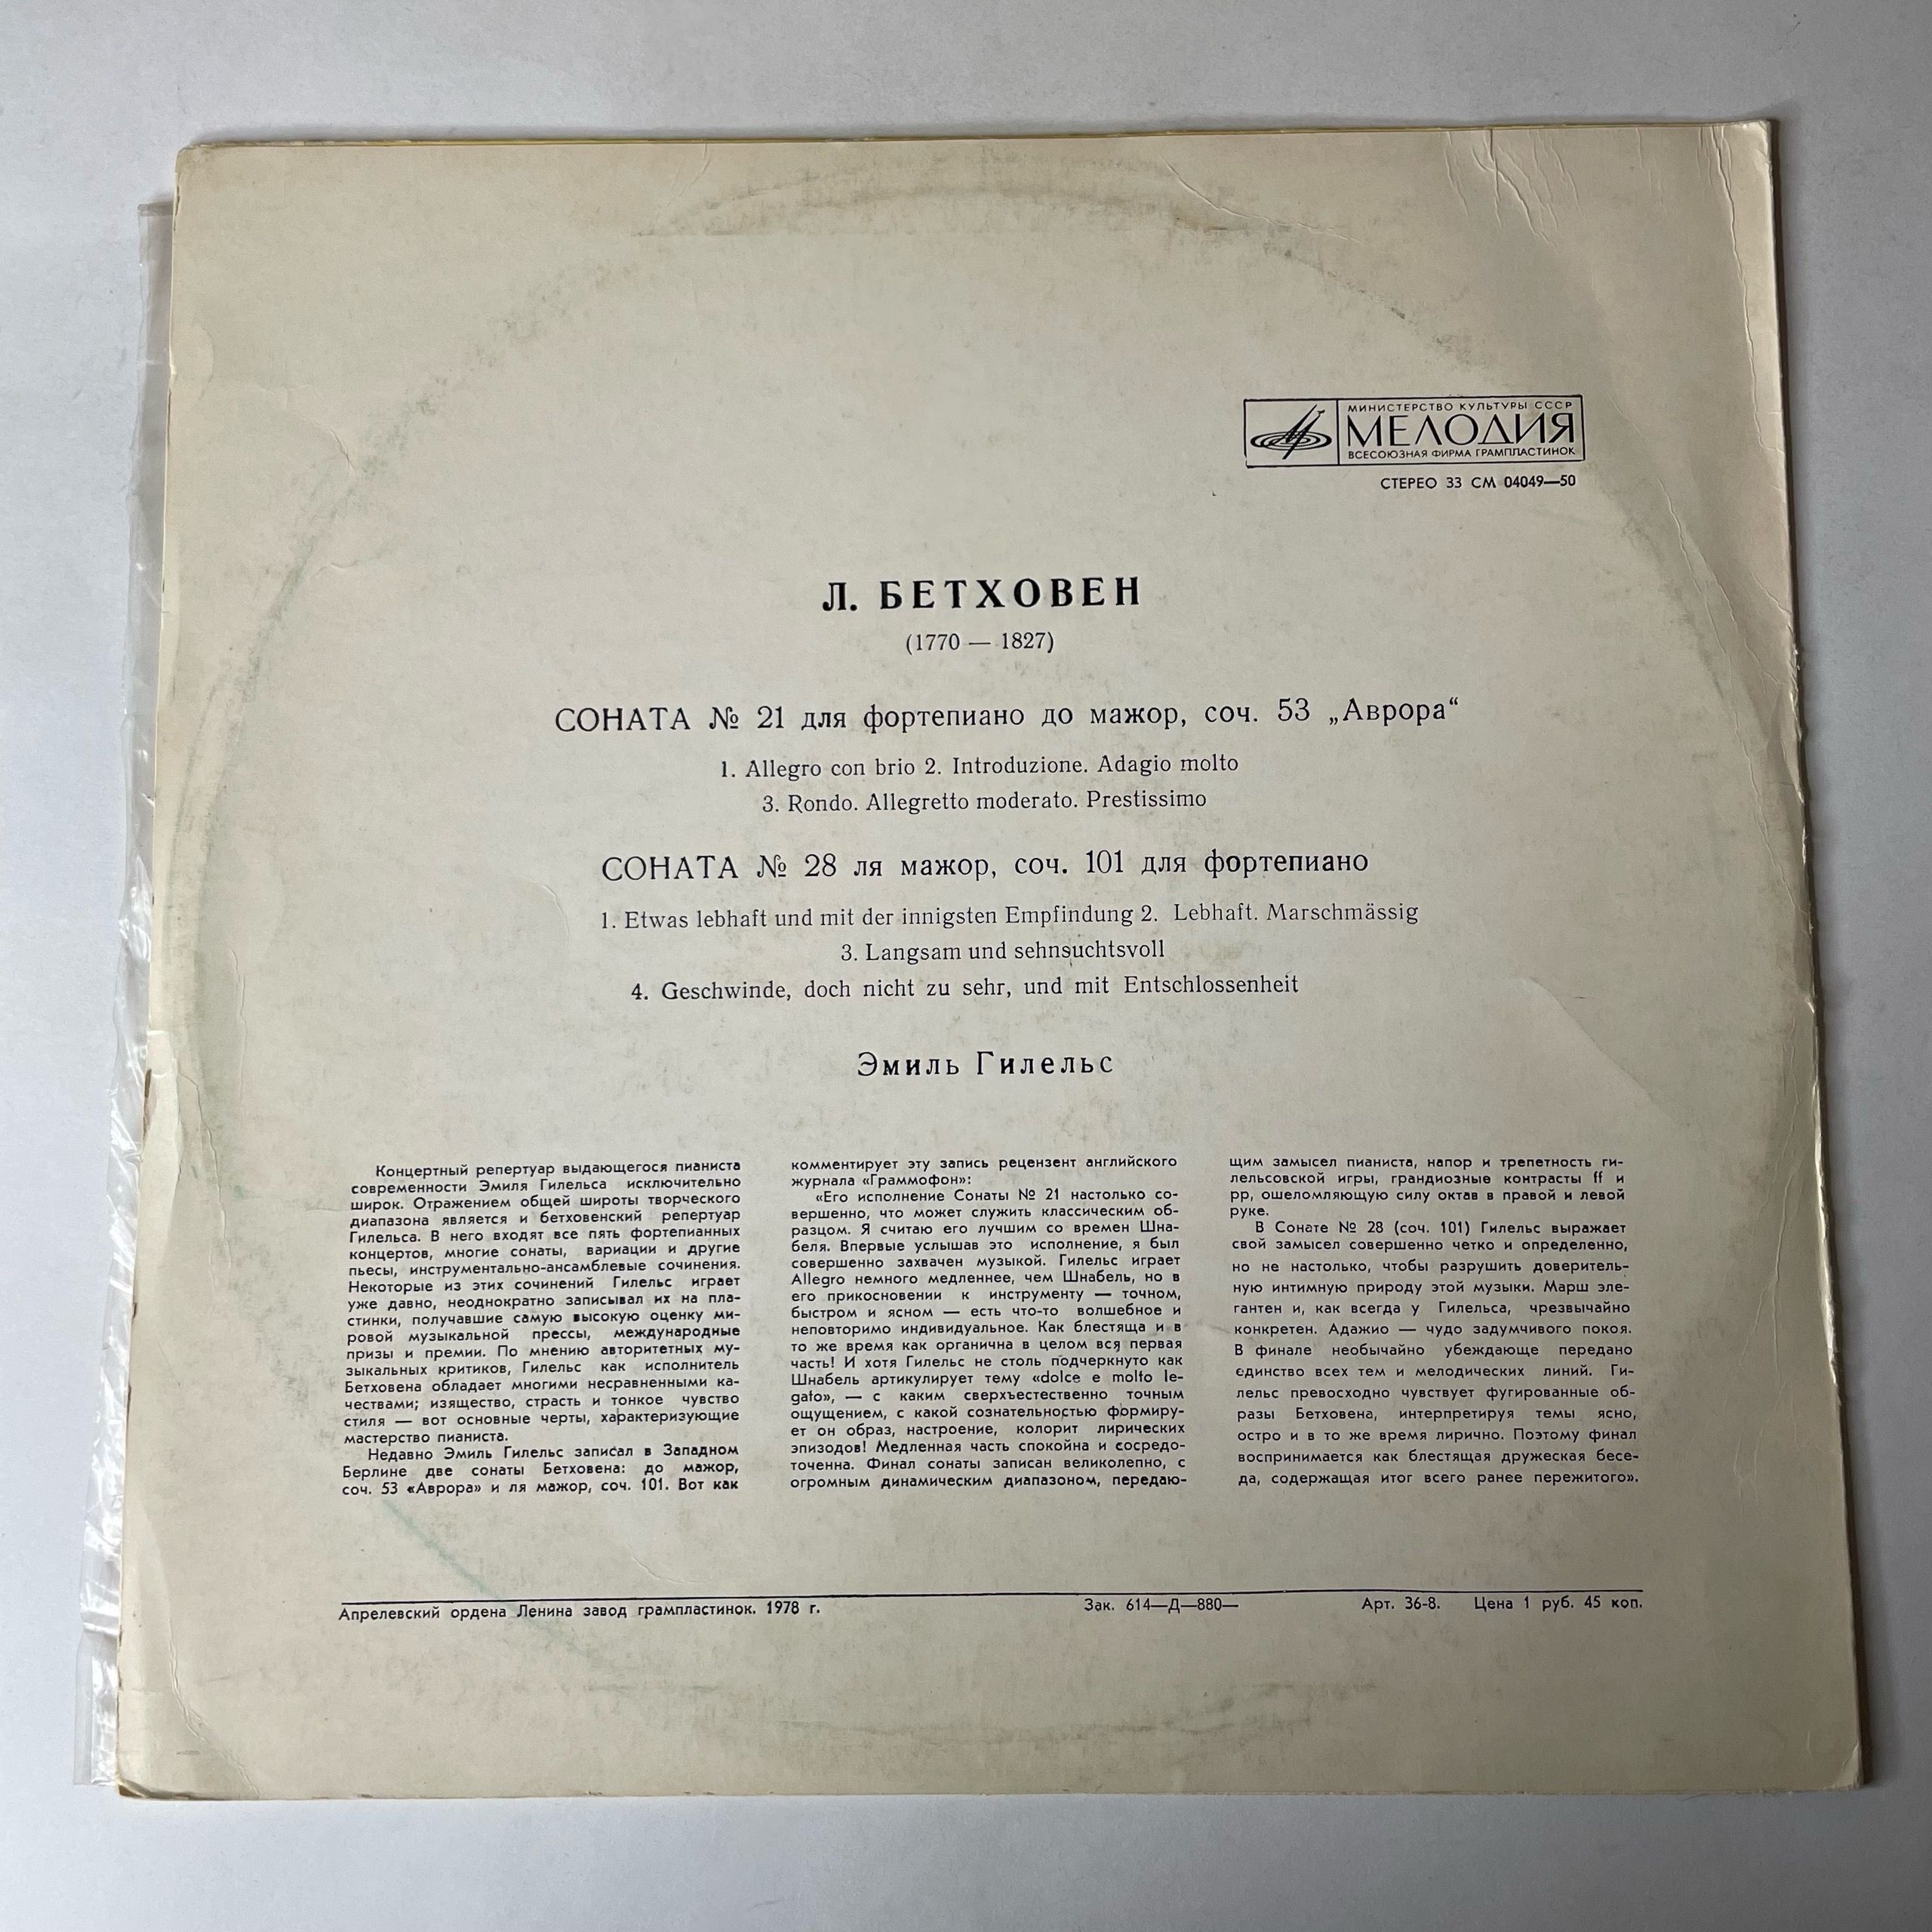 МИНИСТЕРСТВО КУЛЬТУРЫ СССР
МЕЛОДИЯ
ВСЕСОЮЗНАЯ ФИРМА ГРАМПЛАСТИНОК
СТЕРЕО 33 СМ 04049—50
Л. БЕТХОВЕН
(1770 — 1827)
СОНАТА № 21 для фортепиано до мажор, соч. 53 „Аврора“
1. Allegro con brio 2. Introduzione. Adagio molto
3. Rondo. Allegretto moderato. Prestissimo
СОНАТА № 28 ля мажор, соч. 101 для фортепиано
1. Etwas lebhaft und mit der innigsten Empfindung 2. Lebhaft. Marschmässig
3. Langsam und sehnsuchtsvoll
4. Geschwinde, doch nicht zu sehr, und mit Entschlossenheit
Эмиль Гилельс
Концертный репертуар выдающегося пианиста
современности Эмиля Гилельса исключительно
широк. Отражением общей широты творческого
диапазона является и бетховенский репертуар
Гилельса. В него входят все пять фортепианных
концертов, многие сонаты, вариации и другие
пьесы, инструментально-ансамблевые сочинения.
Некоторые из этих сочинений Гилельс играет
уже давно, неоднократно записывал их на пла-
стинки, получавшие самую высокую оценку ми-
ровой музыкальной прессы, международные
призы и премии. По мнению авторитетных му-
зыкальных критиков, Гилельс как исполнитель
Бетховена обладает многими несравненными ка-
чествами; изящество, страсть и тонкое чувство
стиля — вот основные черты, характеризующие
мастерство пианиста.
Недавно Эмиль Гилельс записал в Западном
Берлине две сонаты Бетховена: до мажор,
соч. 53 «Аврора» и ля мажор, соч. 101. Вот как
комментирует эту запись рецензент английского
журнала «Граммофон»:
«Его исполнение Сонаты № 21 настолько со-
вершенно, что может служить классическим об-
разцом. Я считаю его лучшим со времен Шна-
беля. Впервые услышав это исполнение, я был
совершенно захвачен музыкой. Гилельс играет
Allegro немного медленнее, чем Шнабель, но в
его прикосновении к инструменту — точном,
быстром и ясном — есть что-то волшебное и
неповторимо индивидуальное. Как блестяща и в
то же время как органична в целом вся первая
часть! И хотя Гилельс не столь подчеркнуто как
Шнабель артикулирует тему «dolce e molto le-
gato», — с каким сверхъестественно точным
ощущением, с какой сознательностью формиру-
ет он образ, настроение, колорит лирических
эпизодов! Медленная часть спокойна и сосредо-
точенна. Финал сонаты записан великолепно, с
огромным динамическим диапазоном, передаю-
щим замысел пианиста, напор и трепетность ги-
лельсовской игры, грандиозные контрасты ff и
pp, ошеломляющую силу октав в правой и левой
руке.
В Сонате № 28 (соч. 101) Гилельс выражает
свой замысел совершенно четко и определенно,
но не настолько, чтобы разрушить доверитель-
ную интимную природу этой музыки. Марш эле-
гантен и, как всегда у Гилельса, чрезвычайно
конкретен. Адажио — чудо задумчивого покоя.
В финале необычайно убеждающе передано
единство всех тем и мелодических линий. Ги-
лельс превосходно чувствует фугированные об-
разы Бетховена, интерпретируя темы ясно,
остро и в то же время лирично. Поэтому финал
воспринимается как блестящая дружеская бесе-
да, содержащая итог всего ранее пережитого».
Апрелевский ордена Ленина завод грампластинок. 1978 г. Зак. 614—Д—880— Арт. 36-8. Цена 1 руб. 45 коп.